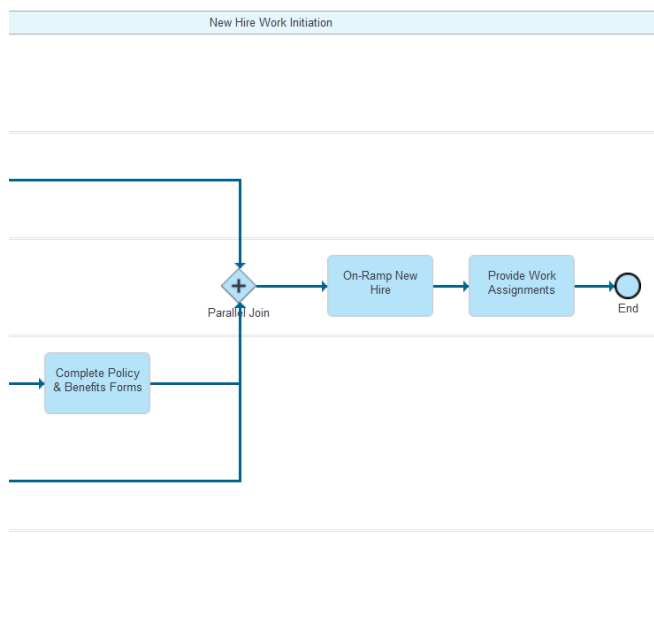 New Hire Work Initiation
On-Ramp New
Hire
Provide Work
Assignments
Parallel Join
End
Complete Policy
& Benefits Forms